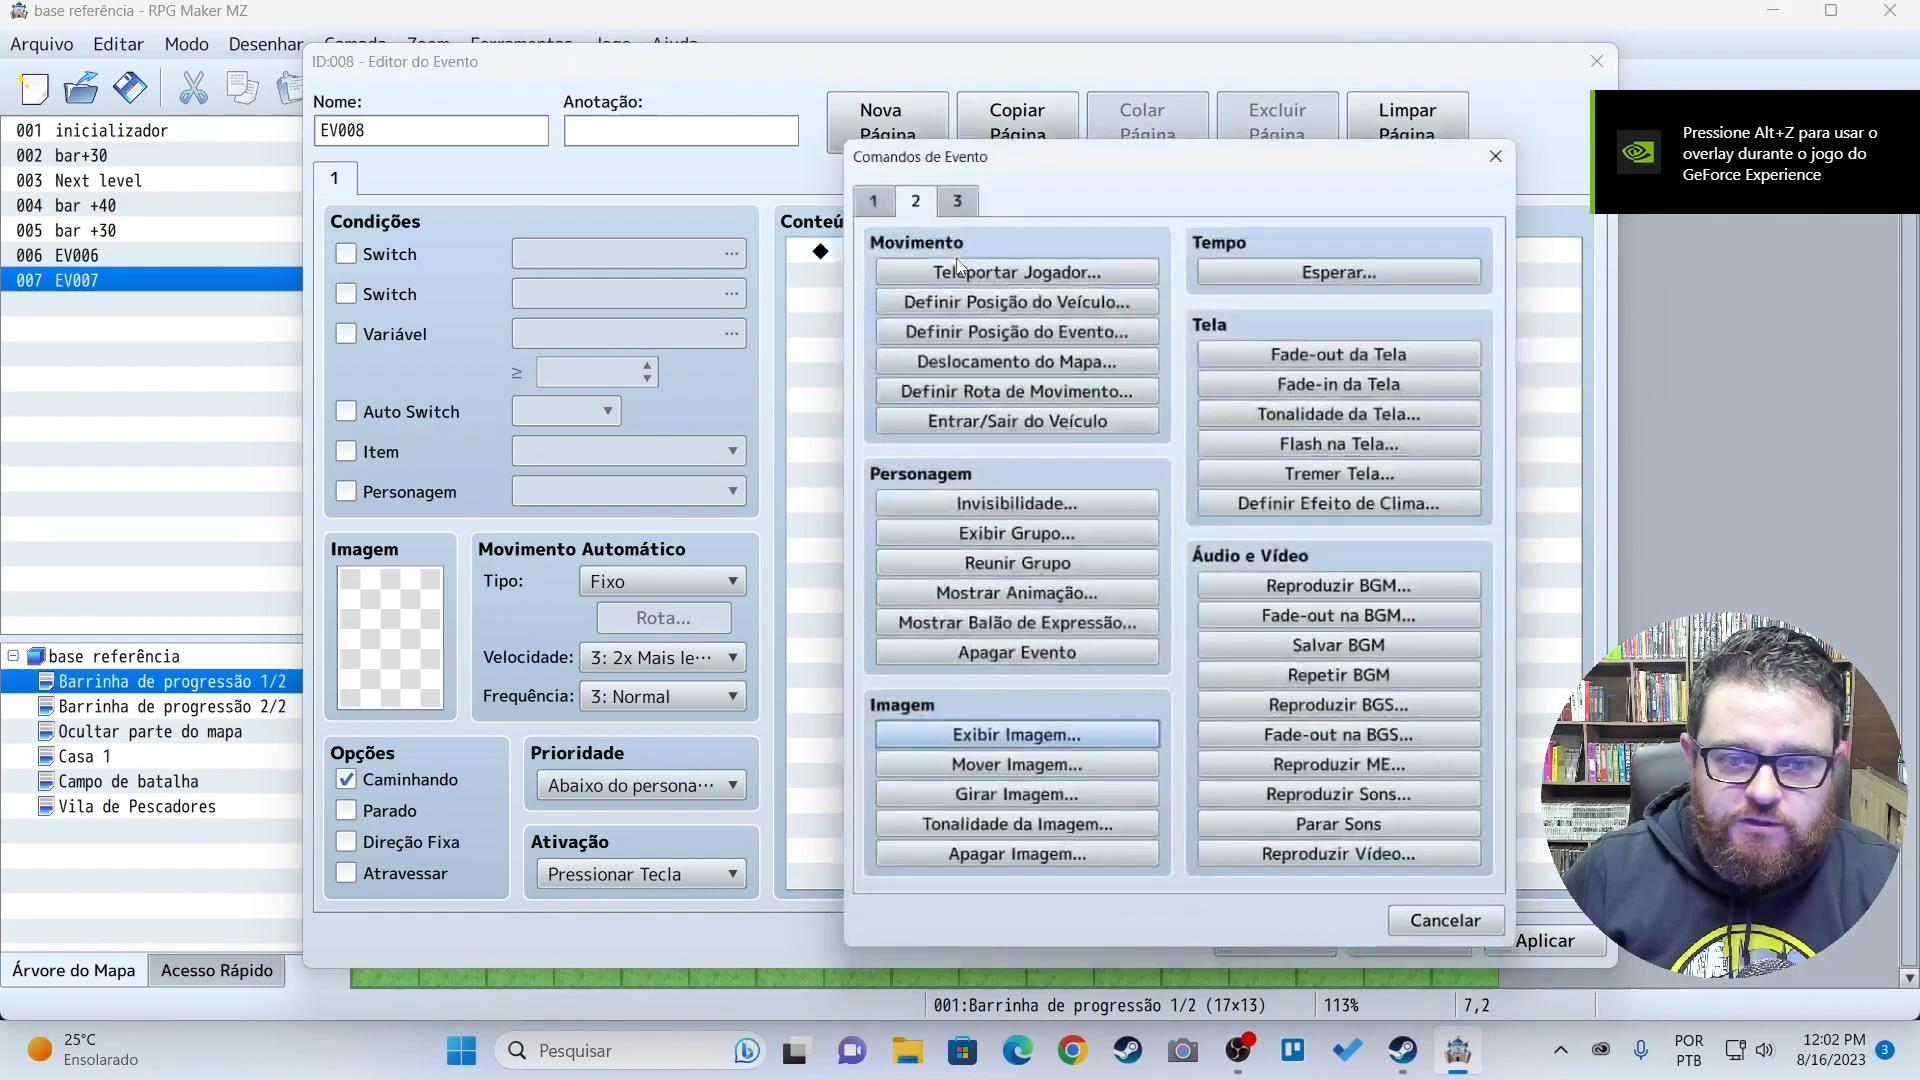 base referência - RPG Maker MZ
Arquivo Editar Modo Desenhar
ID:008 - Editor do Evento
Nome:
Anotação:
EV008
Nova Página
Copiar Página
Colar Página
Excluir Página
Limpar Página
Pressione Alt+Z para usar o
overlay durante o jogo do
GeForce Experience
001 inicializador
002 bar+30
003 Next level
004 bar +40
005 bar +30
006 EV006
007 EV007
base referência
Barrinha de progressão 1/2
Barrinha de progressão 2/2
Ocultar parte do mapa
Casa 1
Campo de batalha
Vila de Pescadores
Árvore do Mapa
Acesso Rápido
1
Condições
Switch
Switch
Variável
≥
Auto Switch
Item
Personagem
Imagem
Movimento Automático
Tipo: Fixo
Rota...
Velocidade: 3: 2x Mais le···
Frequência: 3: Normal
Opções
Caminhando
Parado
Direção Fixa
Atravessar
Prioridade
Abaixo do persona···
Ativação
Pressionar Tecla
Conteú
Comandos de Evento
1 2 3
Movimento
Teleportar Jogador...
Definir Posição do Veículo...
Definir Posição do Evento...
Deslocamento do Mapa...
Definir Rota de Movimento...
Entrar/Sair do Veículo
Personagem
Invisibilidade...
Exibir Grupo...
Reunir Grupo
Mostrar Animação...
Mostrar Balão de Expressão...
Apagar Evento
Imagem
Exibir Imagem...
Mover Imagem...
Girar Imagem...
Tonalidade da Imagem...
Apagar Imagem...
Tempo
Esperar...
Tela
Fade-out da Tela
Fade-in da Tela
Tonalidade da Tela...
Flash na Tela...
Tremer Tela...
Definir Efeito de Clima...
Áudio e Vídeo
Reproduzir BGM...
Fade-out na BGM...
Salvar BGM
Repetir BGM
Reproduzir BGS...
Fade-out na BGS...
Reproduzir ME...
Reproduzir Sons...
Parar Sons
Reproduzir Vídeo...
Cancelar
Aplicar
001:Barrinha de progressão 1/2 (17x13)
113%
7,2
25°C
Ensolarado
Pesquisar
POR
PTB
12:02 PM
8/16/2023
3